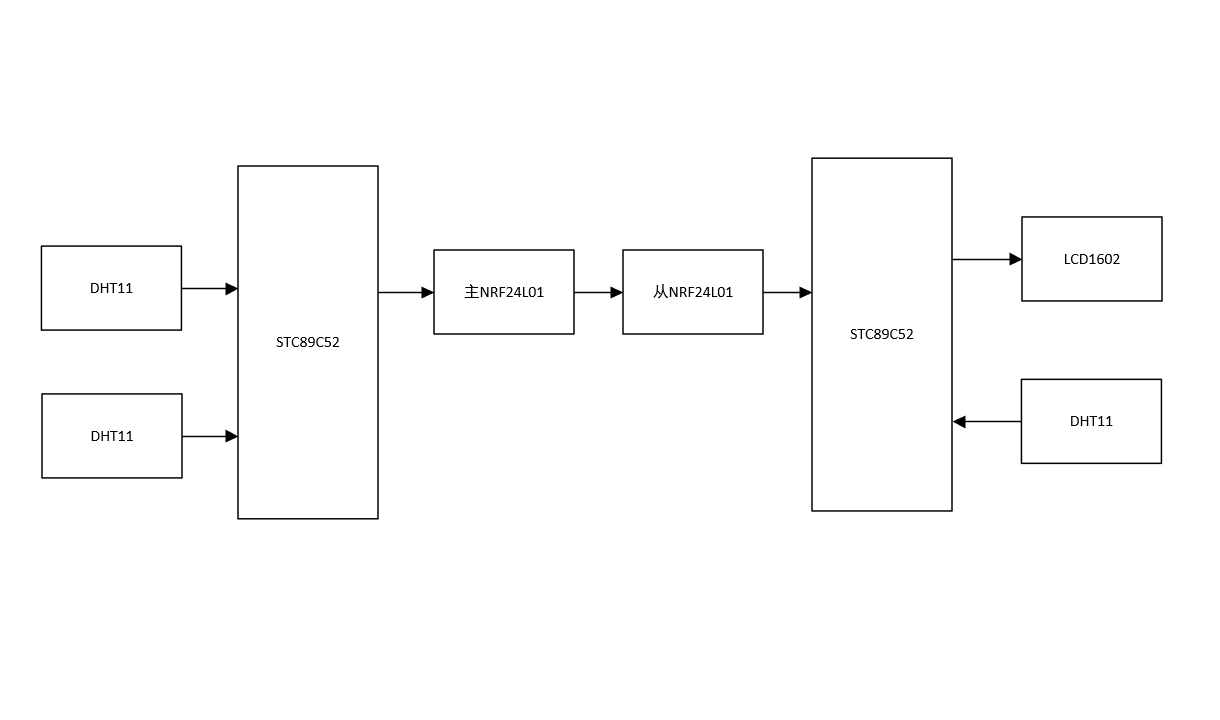 DHT11
DHT11
STC89C52
主NRF24L01
从NRF24L01
STC89C52
LCD1602
DHT11